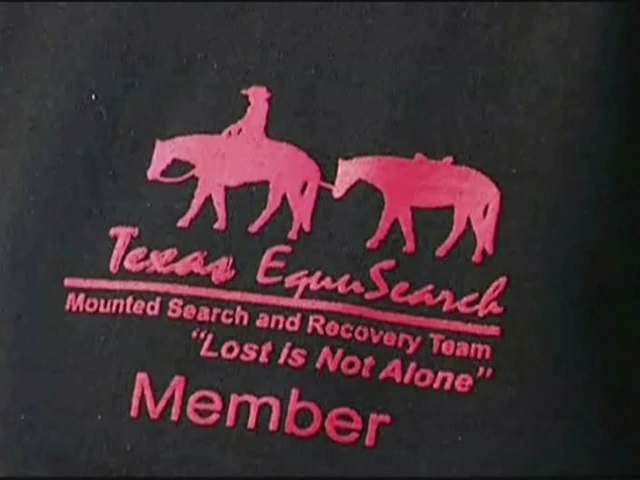 Texas EquuSearch
Mounted Search and Recovery Team
"Lost is Not Alone"
Member